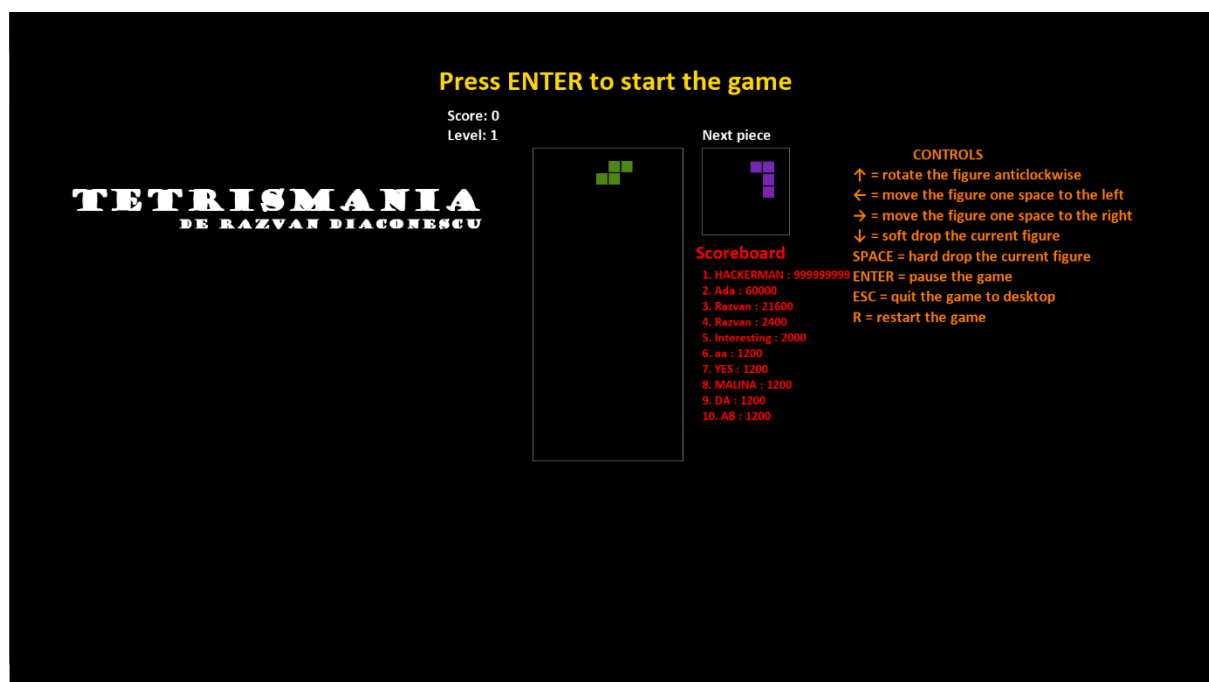 Press ENTER to start the game
Score: 0
Level: 1
TETRISMANIA
DE RAZVAN DIACONESCU
Next piece
Scoreboard
1. HACKERMAN : 999999999
2. Ada : 60000
3. Razvan : 21600
4. Razvan : 2400
5. Interesting : 2000
6. aa : 1200
7. YES : 1200
8. MALINA : 1200
9. DA : 1200
10. AB : 1200
CONTROLS
↑ = rotate the figure anticlockwise
← = move the figure one space to the left
→ = move the figure one space to the right
↓ = soft drop the current figure
SPACE = hard drop the current figure
ENTER = pause the game
ESC = quit the game to desktop
R = restart the game